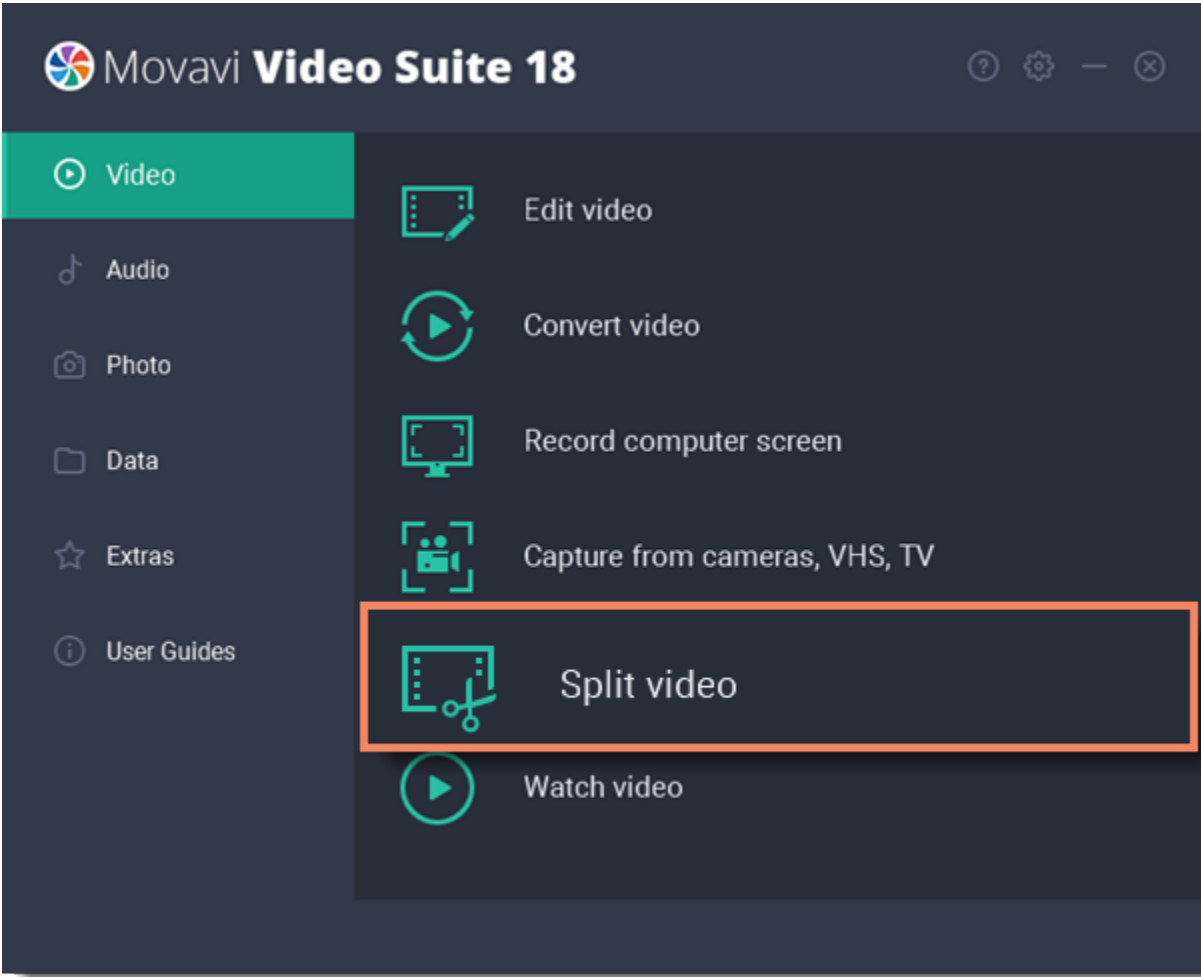 Movavi Video Suite 18
Video
Audio
Photo
Data
Extras
User Guides
Edit video
Convert video
Record computer screen
Capture from cameras, VHS, TV
Split video
Watch video